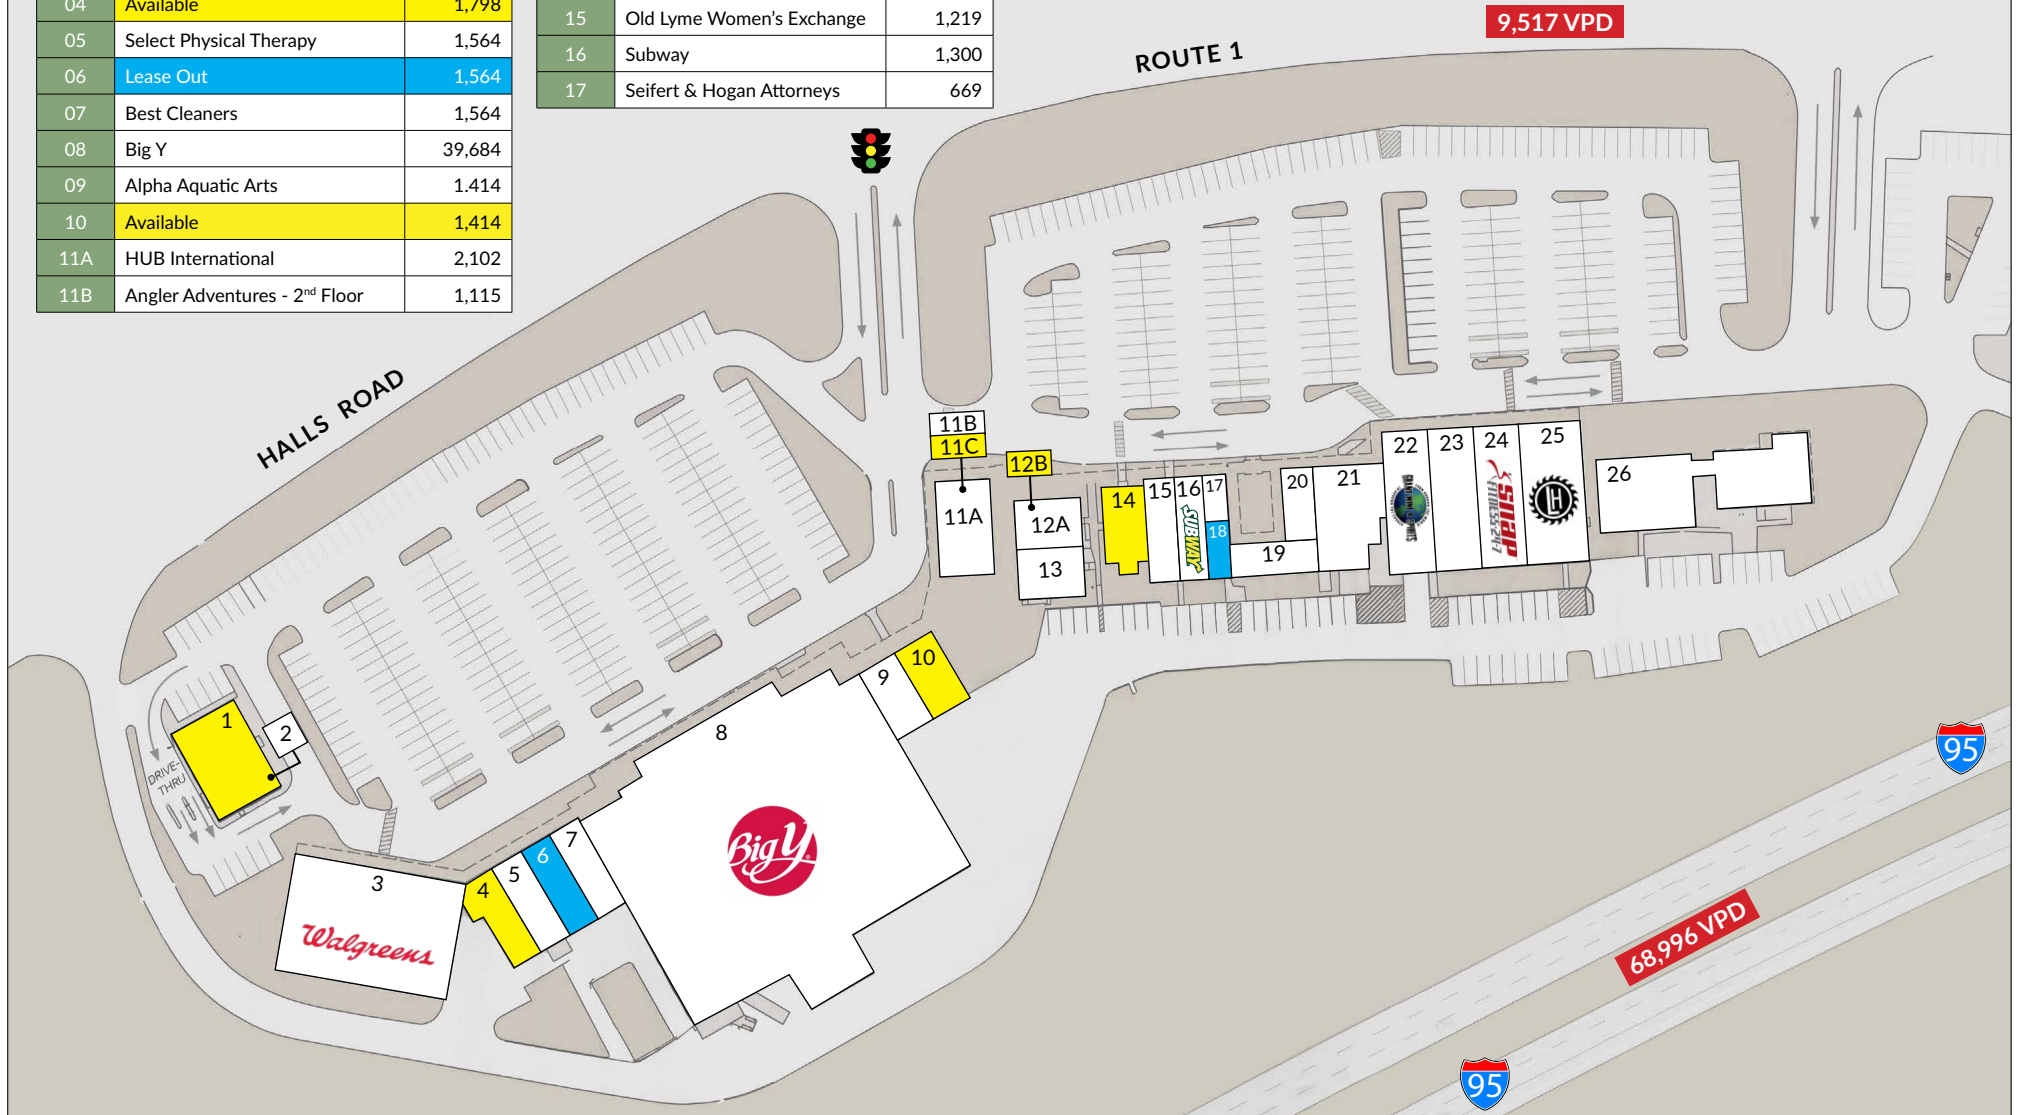 04 Available 1,798
05 Select Physical Therapy 1,564
06 Lease Out 1,564
07 Best Cleaners 1,564
08 Big Y 39,684
09 Alpha Aquatic Arts 1.414
10 Available 1,414
11A HUB International 2,102
11B Angler Adventures - 2nd Floor 1,115
15 Old Lyme Women's Exchange 1,219
16 Subway 1,300
17 Seifert & Hogan Attorneys 669
9,517 VPD
ROUTE 1
HALLS ROAD
11B
11C
12B
11A
12A
13
14
15
16
SUBWAY
17
18
19
20
21
22
23
24
snap
FITNESS 24-7
25
LH
26
10
9
8
Big Y
7
6
5
4
3
Walgreens
1
2
DRIVE-
THRU
95
68,996 VPD
95